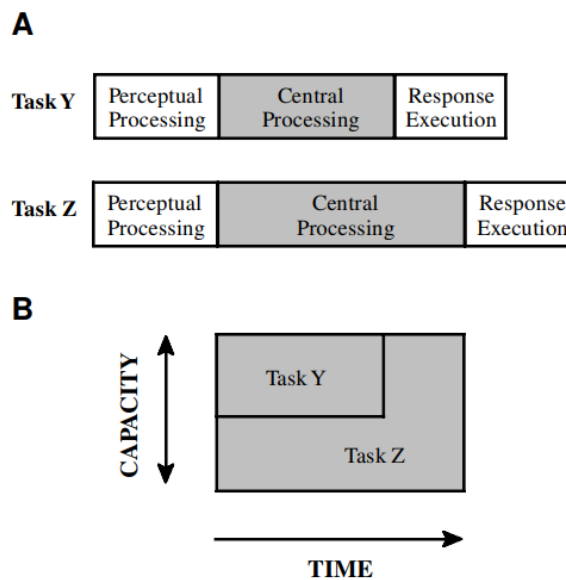 A
Task Y
Perceptual
Processing
Central
Processing
Response
Execution
Task Z
Perceptual
Processing
Central
Processing
Response
Execution
B
CAPACITY
Task Y
Task Z
TIME